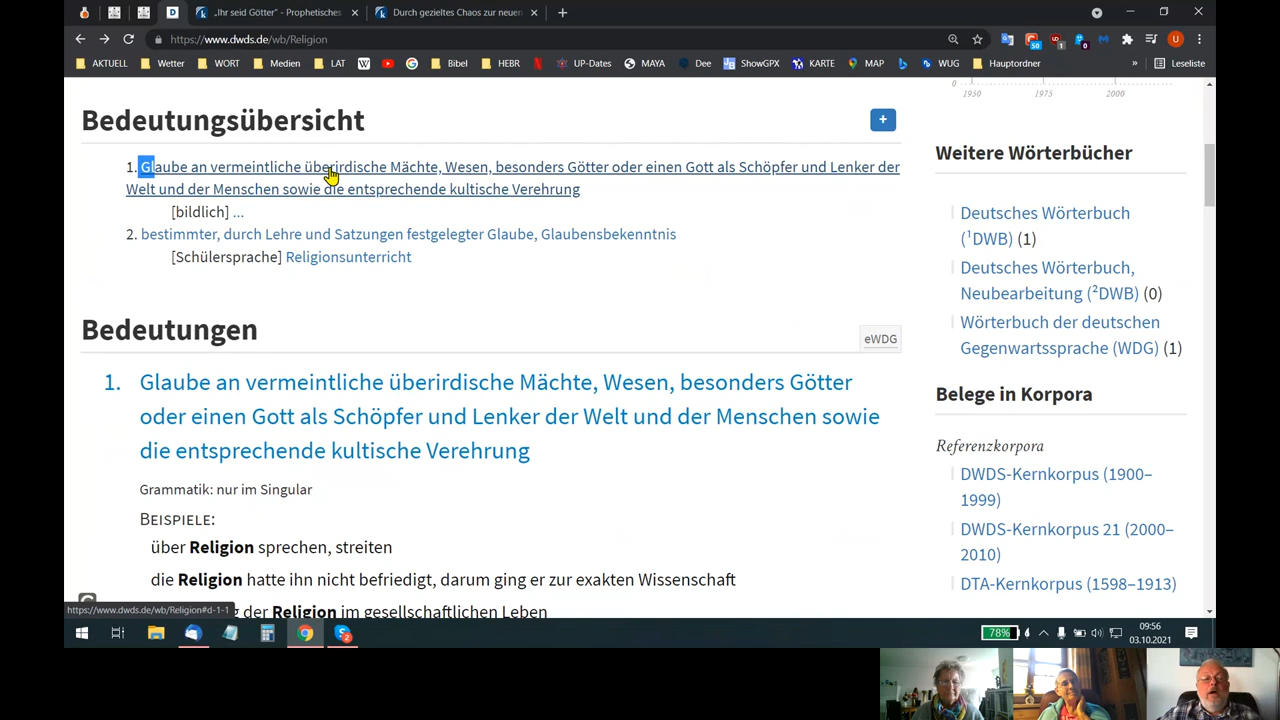 „Ihr seid Götter" - Prophetisches
Durch gezieltes Chaos zur neuen
https://www.dwds.de/wb/Religion
AKTUELL Wetter WORT Medien LAT Bibel HEBR UP-Dates MAYA Dee ShowGPX KARTE MAP WUG Hauptordner » Leseliste
0
1950 1975 2000
Bedeutungsübersicht
+
1. Glaube an vermeintliche überirdische Mächte, Wesen, besonders Götter oder einen Gott als Schöpfer und Lenker der
Welt und der Menschen sowie die entsprechende kultische Verehrung
[bildlich] ...
2. bestimmter, durch Lehre und Satzungen festgelegter Glaube, Glaubensbekenntnis
[Schülersprache] Religionsunterricht
Bedeutungen
eWDG
1. Glaube an vermeintliche überirdische Mächte, Wesen, besonders Götter
oder einen Gott als Schöpfer und Lenker der Welt und der Menschen sowie
die entsprechende kultische Verehrung
Grammatik: nur im Singular
BEISPIELE:
über Religion sprechen, streiten
die Religion hatte ihn nicht befriedigt, darum ging er zur exakten Wissenschaft
g der Religion im gesellschaftlichen Leben
https://www.dwds.de/wb/Religion#d-1-1
Weitere Wörterbücher
Deutsches Wörterbuch
(¹DWB) (1)
Deutsches Wörterbuch,
Neubearbeitung (²DWB) (0)
Wörterbuch der deutschen
Gegenwartssprache (WDG) (1)
Belege in Korpora
Referenzkorpora
DWDS-Kernkorpus (1900–
1999)
DWDS-Kernkorpus 21 (2000–
2010)
DTA-Kernkorpus (1598–1913)
78%
09:56
03.10.2021